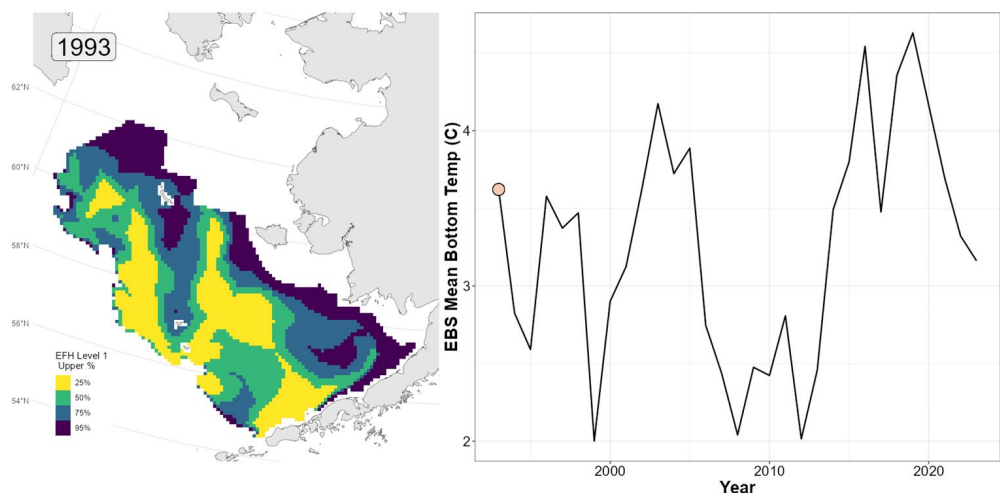 1993
62°N
60°N
58°N
56°N
54°N
EFH Level 1
Upper %
25%
50%
75%
95%
EBS Mean Bottom Temp (C)
4
3
2
2000
2010
2020
Year